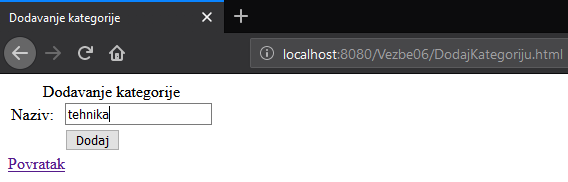 Dodavanje kategorije
localhost:8080/Vezbe06/DodajKategoriju.html
Dodavanje kategorije
Naziv: tehnika
Dodaj
Povratak